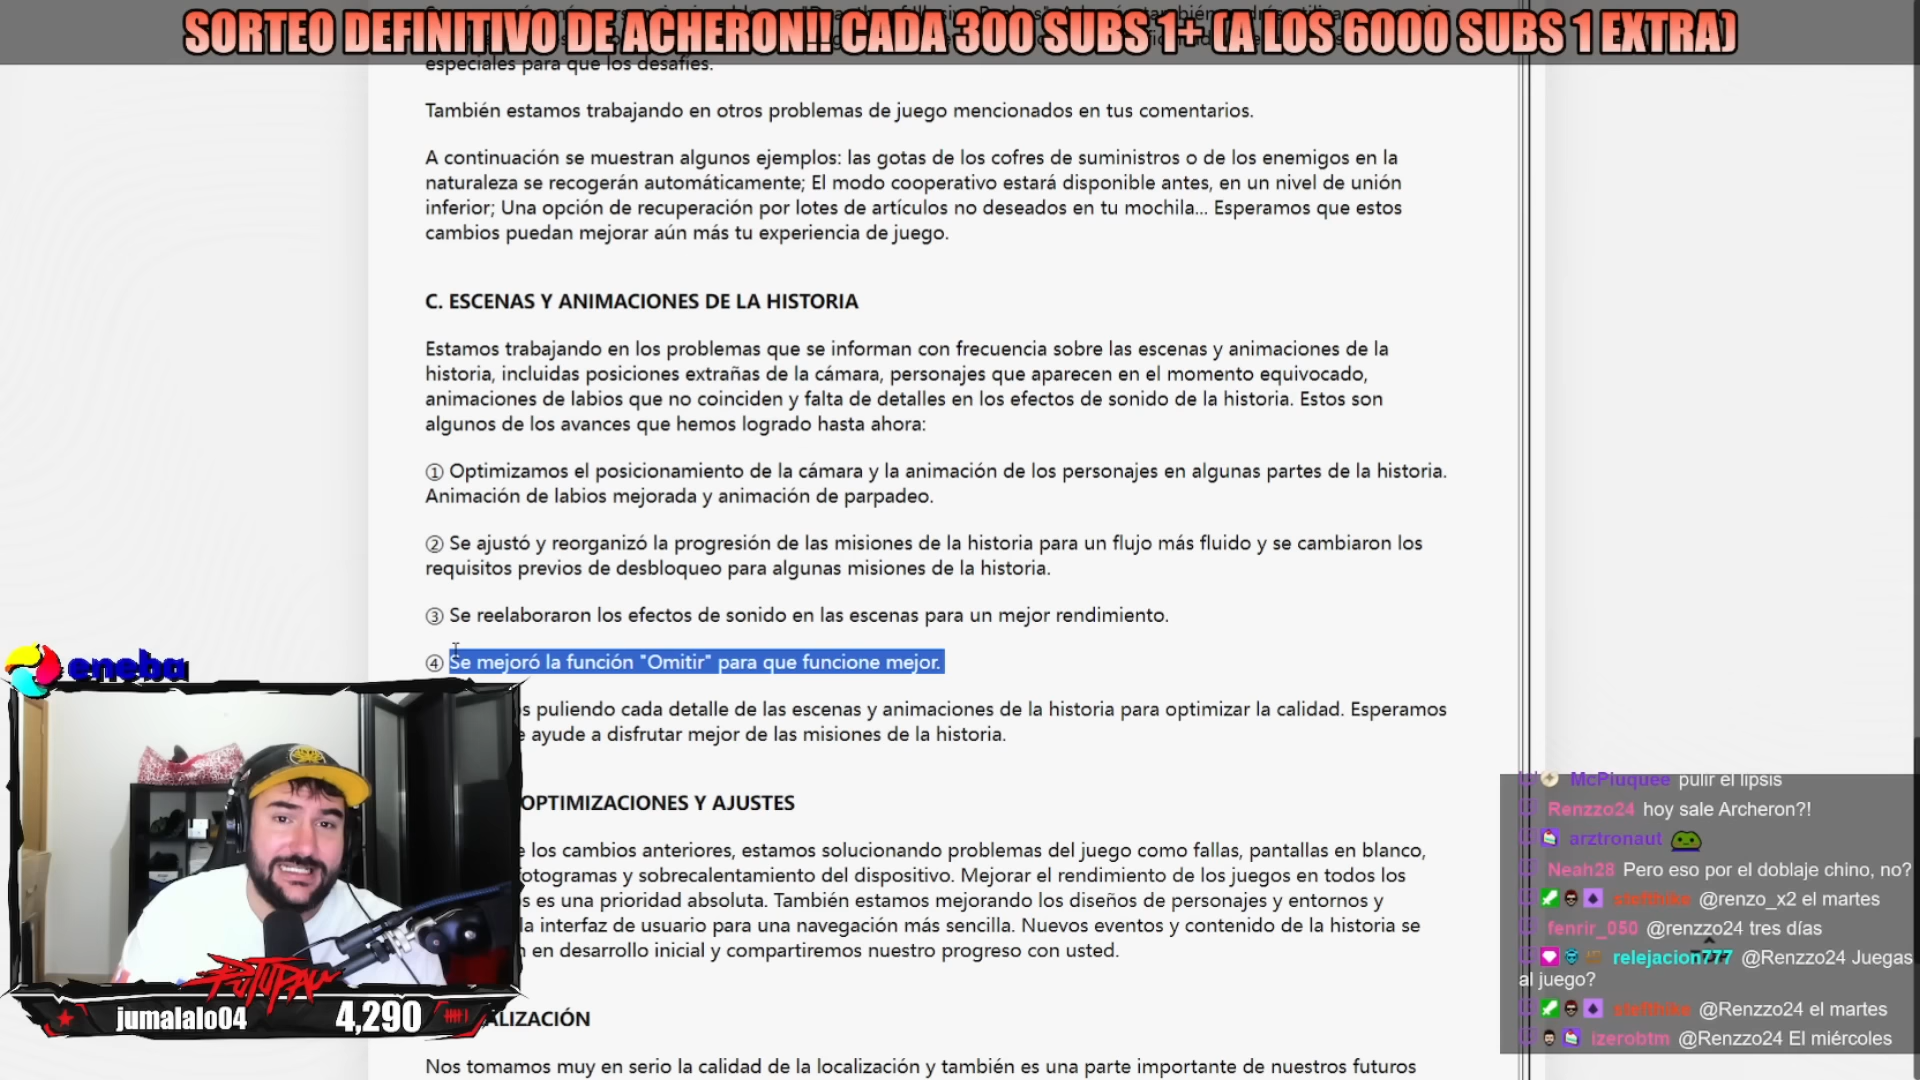 SORTEO DEFINITIVO DE ACHERON!! CADA 300 SUBS 1+ (A LOS 6000 SUBS 1 EXTRA)
especiales para que los desafíes.
También estamos trabajando en otros problemas de juego mencionados en tus comentarios.
A continuación se muestran algunos ejemplos: las gotas de los cofres de suministros o de los enemigos en la
naturaleza se recogerán automáticamente; El modo cooperativo estará disponible antes, en un nivel de unión
inferior; Una opción de recuperación por lotes de artículos no deseados en tu mochila... Esperamos que estos
cambios puedan mejorar aún más tu experiencia de juego.
C. ESCENAS Y ANIMACIONES DE LA HISTORIA
Estamos trabajando en los problemas que se informan con frecuencia sobre las escenas y animaciones de la
historia, incluidas posiciones extrañas de la cámara, personajes que aparecen en el momento equivocado,
animaciones de labios que no coinciden y falta de detalles en los efectos de sonido de la historia. Estos son
algunos de los avances que hemos logrado hasta ahora:
① Optimizamos el posicionamiento de la cámara y la animación de los personajes en algunas partes de la historia.
Animación de labios mejorada y animación de parpadeo.
② Se ajustó y reorganizó la progresión de las misiones de la historia para un flujo más fluido y se cambiaron los
requisitos previos de desbloqueo para algunas misiones de la historia.
③ Se reelaboraron los efectos de sonido en las escenas para un mejor rendimiento.
④ Se mejoró la función "Omitir" para que funcione mejor.
puliendo cada detalle de las escenas y animaciones de la historia para optimizar la calidad. Esperamos
ayude a disfrutar mejor de las misiones de la historia.
OPTIMIZACIONES Y AJUSTES
los cambios anteriores, estamos solucionando problemas del juego como fallas, pantallas en blanco,
fotogramas y sobrecalentamiento del dispositivo. Mejorar el rendimiento de los juegos en todos los
es una prioridad absoluta. También estamos mejorando los diseños de personajes y entornos y
la interfaz de usuario para una navegación más sencilla. Nuevos eventos y contenido de la historia se
en desarrollo inicial y compartiremos nuestro progreso con usted.
ALIZACIÓN
Nos tomamos muy en serio la calidad de la localización y también es una parte importante de nuestros futuros
eneba
jumalalo04
4,290
McPiuquee pulir el lipsis
Renzzo24 hoy sale Archeron?!
arztronaut
Neah28 Pero eso por el doblaje chino, no?
@renzo_x2 el martes
fenrir_050 @renzzo24 tres días
relejacion777 @Renzzo24 Juegas
al juego?
@Renzzo24 el martes
izerobtm @Renzzo24 El miércoles